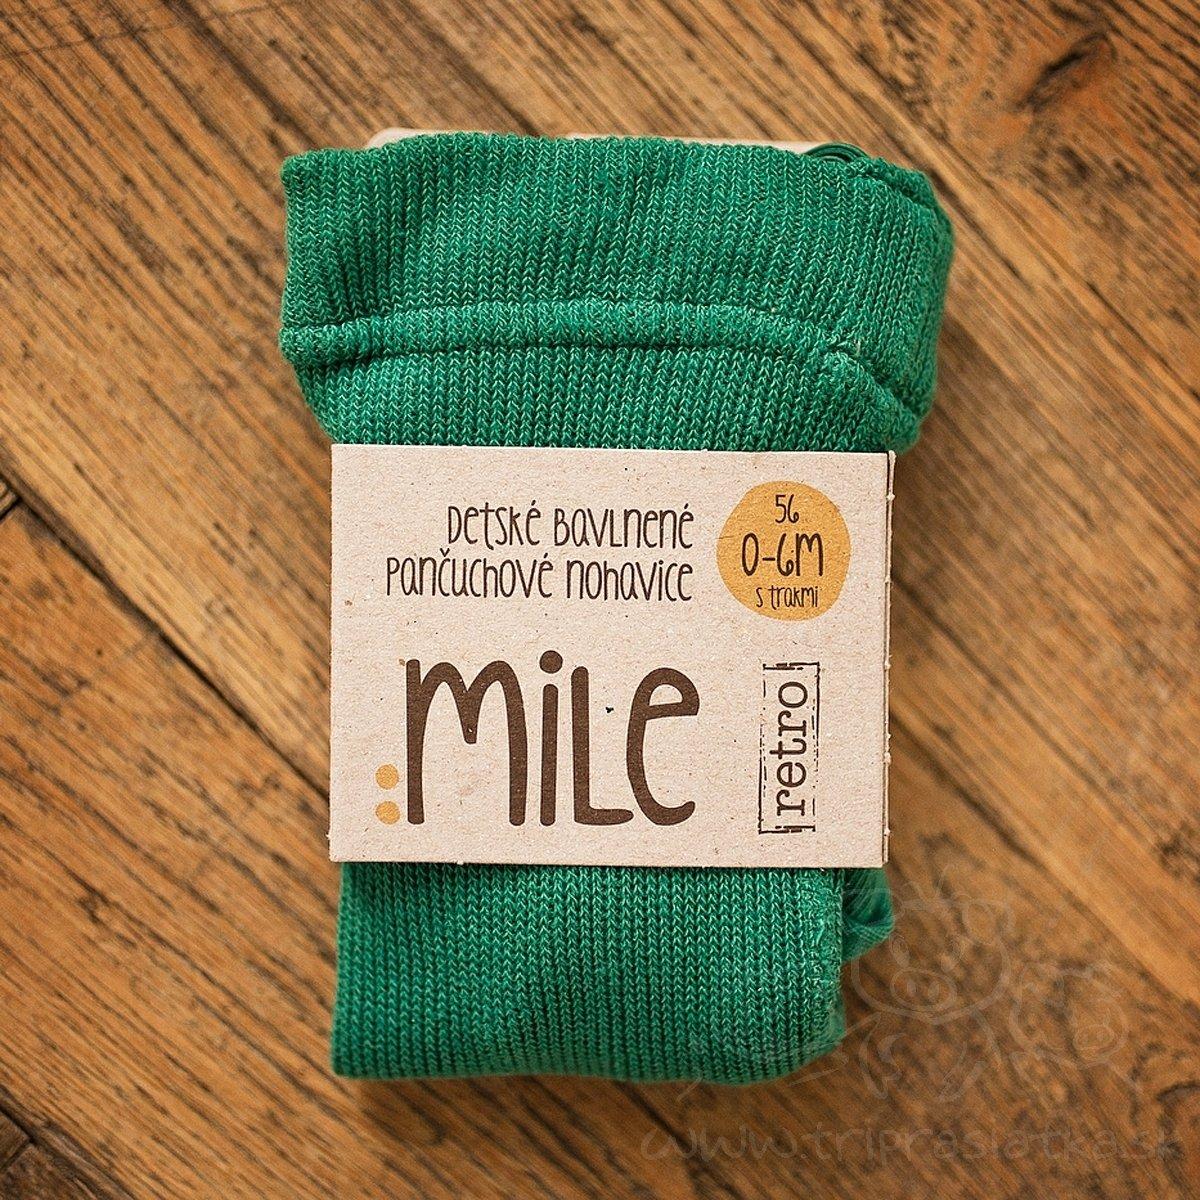 Detské bavlnené
pančuchové nohavice
56
0-6M
s trakmi
:mile
retro
www.triprasiatka.sk